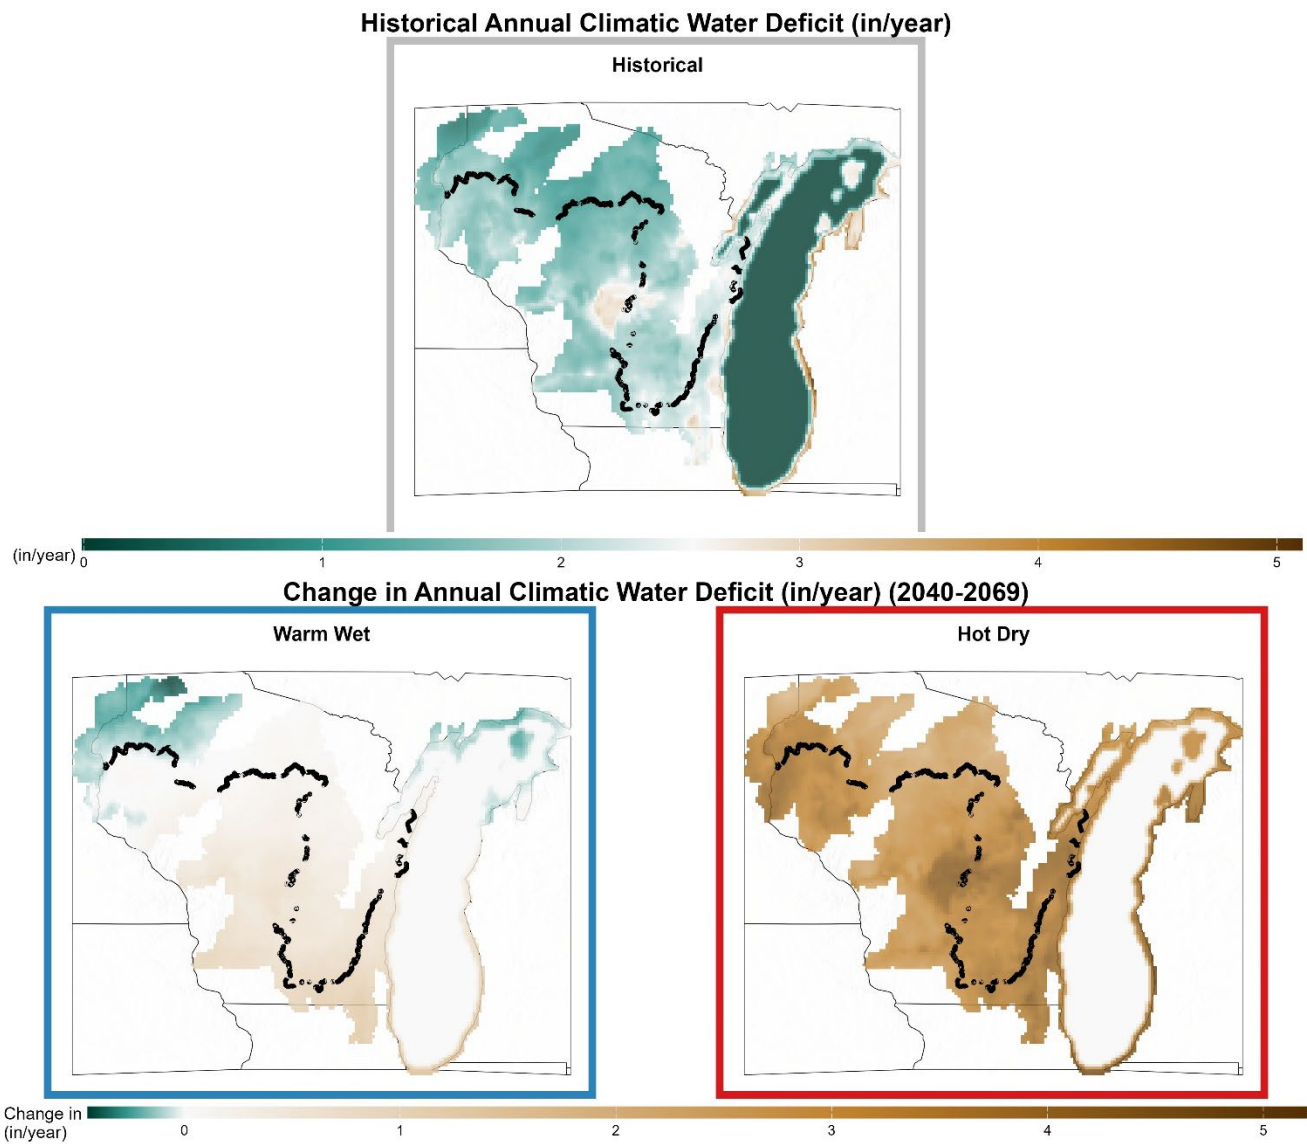 Historical Annual Climatic Water Deficit (in/year)
Historical
(in/year)
0 1 2 3 4 5
Change in Annual Climatic Water Deficit (in/year) (2040-2069)
Warm Wet
Hot Dry
Change in
(in/year)
0 1 2 3 4 5